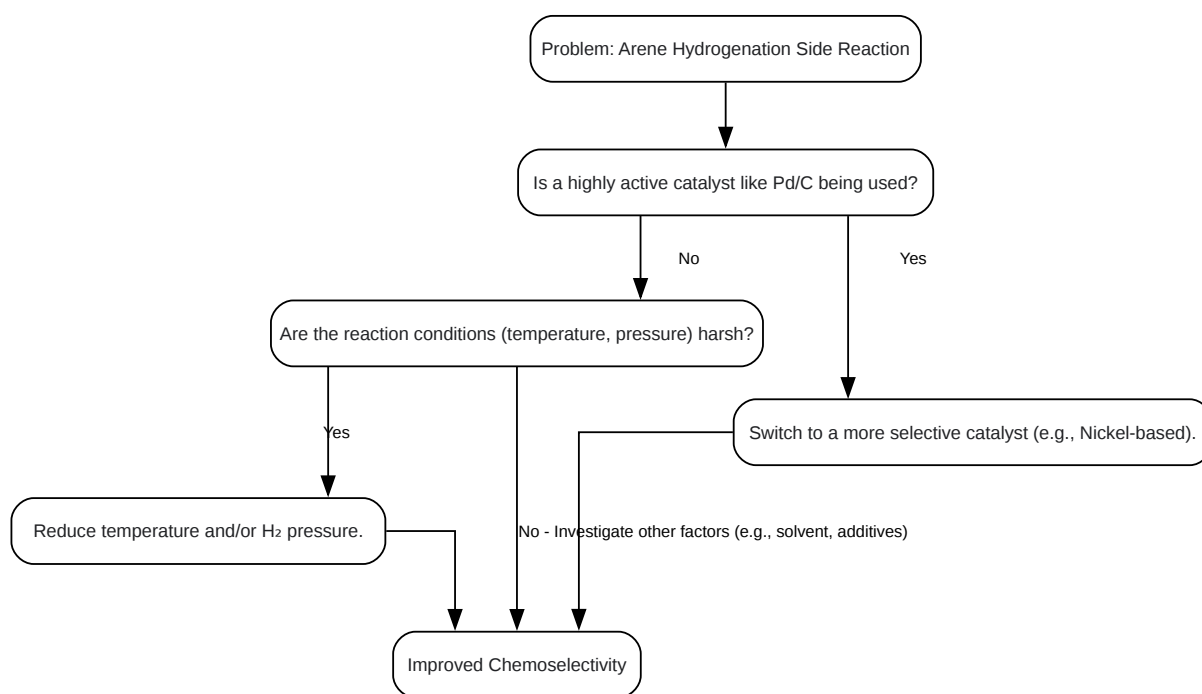 Problem: Arene Hydrogenation Side Reaction
Is a highly active catalyst like Pd/C being used?
No
Yes
Are the reaction conditions (temperature, pressure) harsh?
Yes
Switch to a more selective catalyst (e.g., Nickel-based).
Reduce temperature and/or H₂ pressure.
No - Investigate other factors (e.g., solvent, additives)
Improved Chemoselectivity